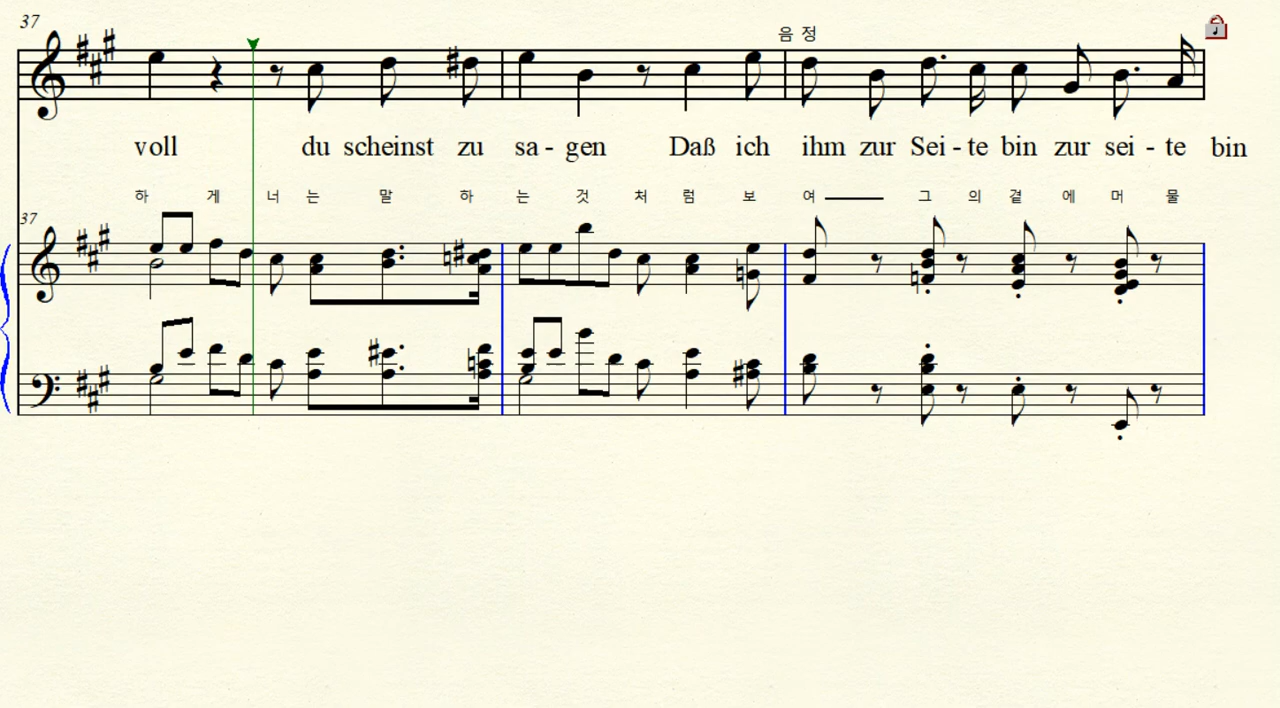 37
음 정
voll du scheinst zu sa - gen Daß ich ihm zur Sei - te bin zur sei - te bin
하 게 너 는 말 하 는 것 처 럼 보 여 그 의 곁 에 머 물
37